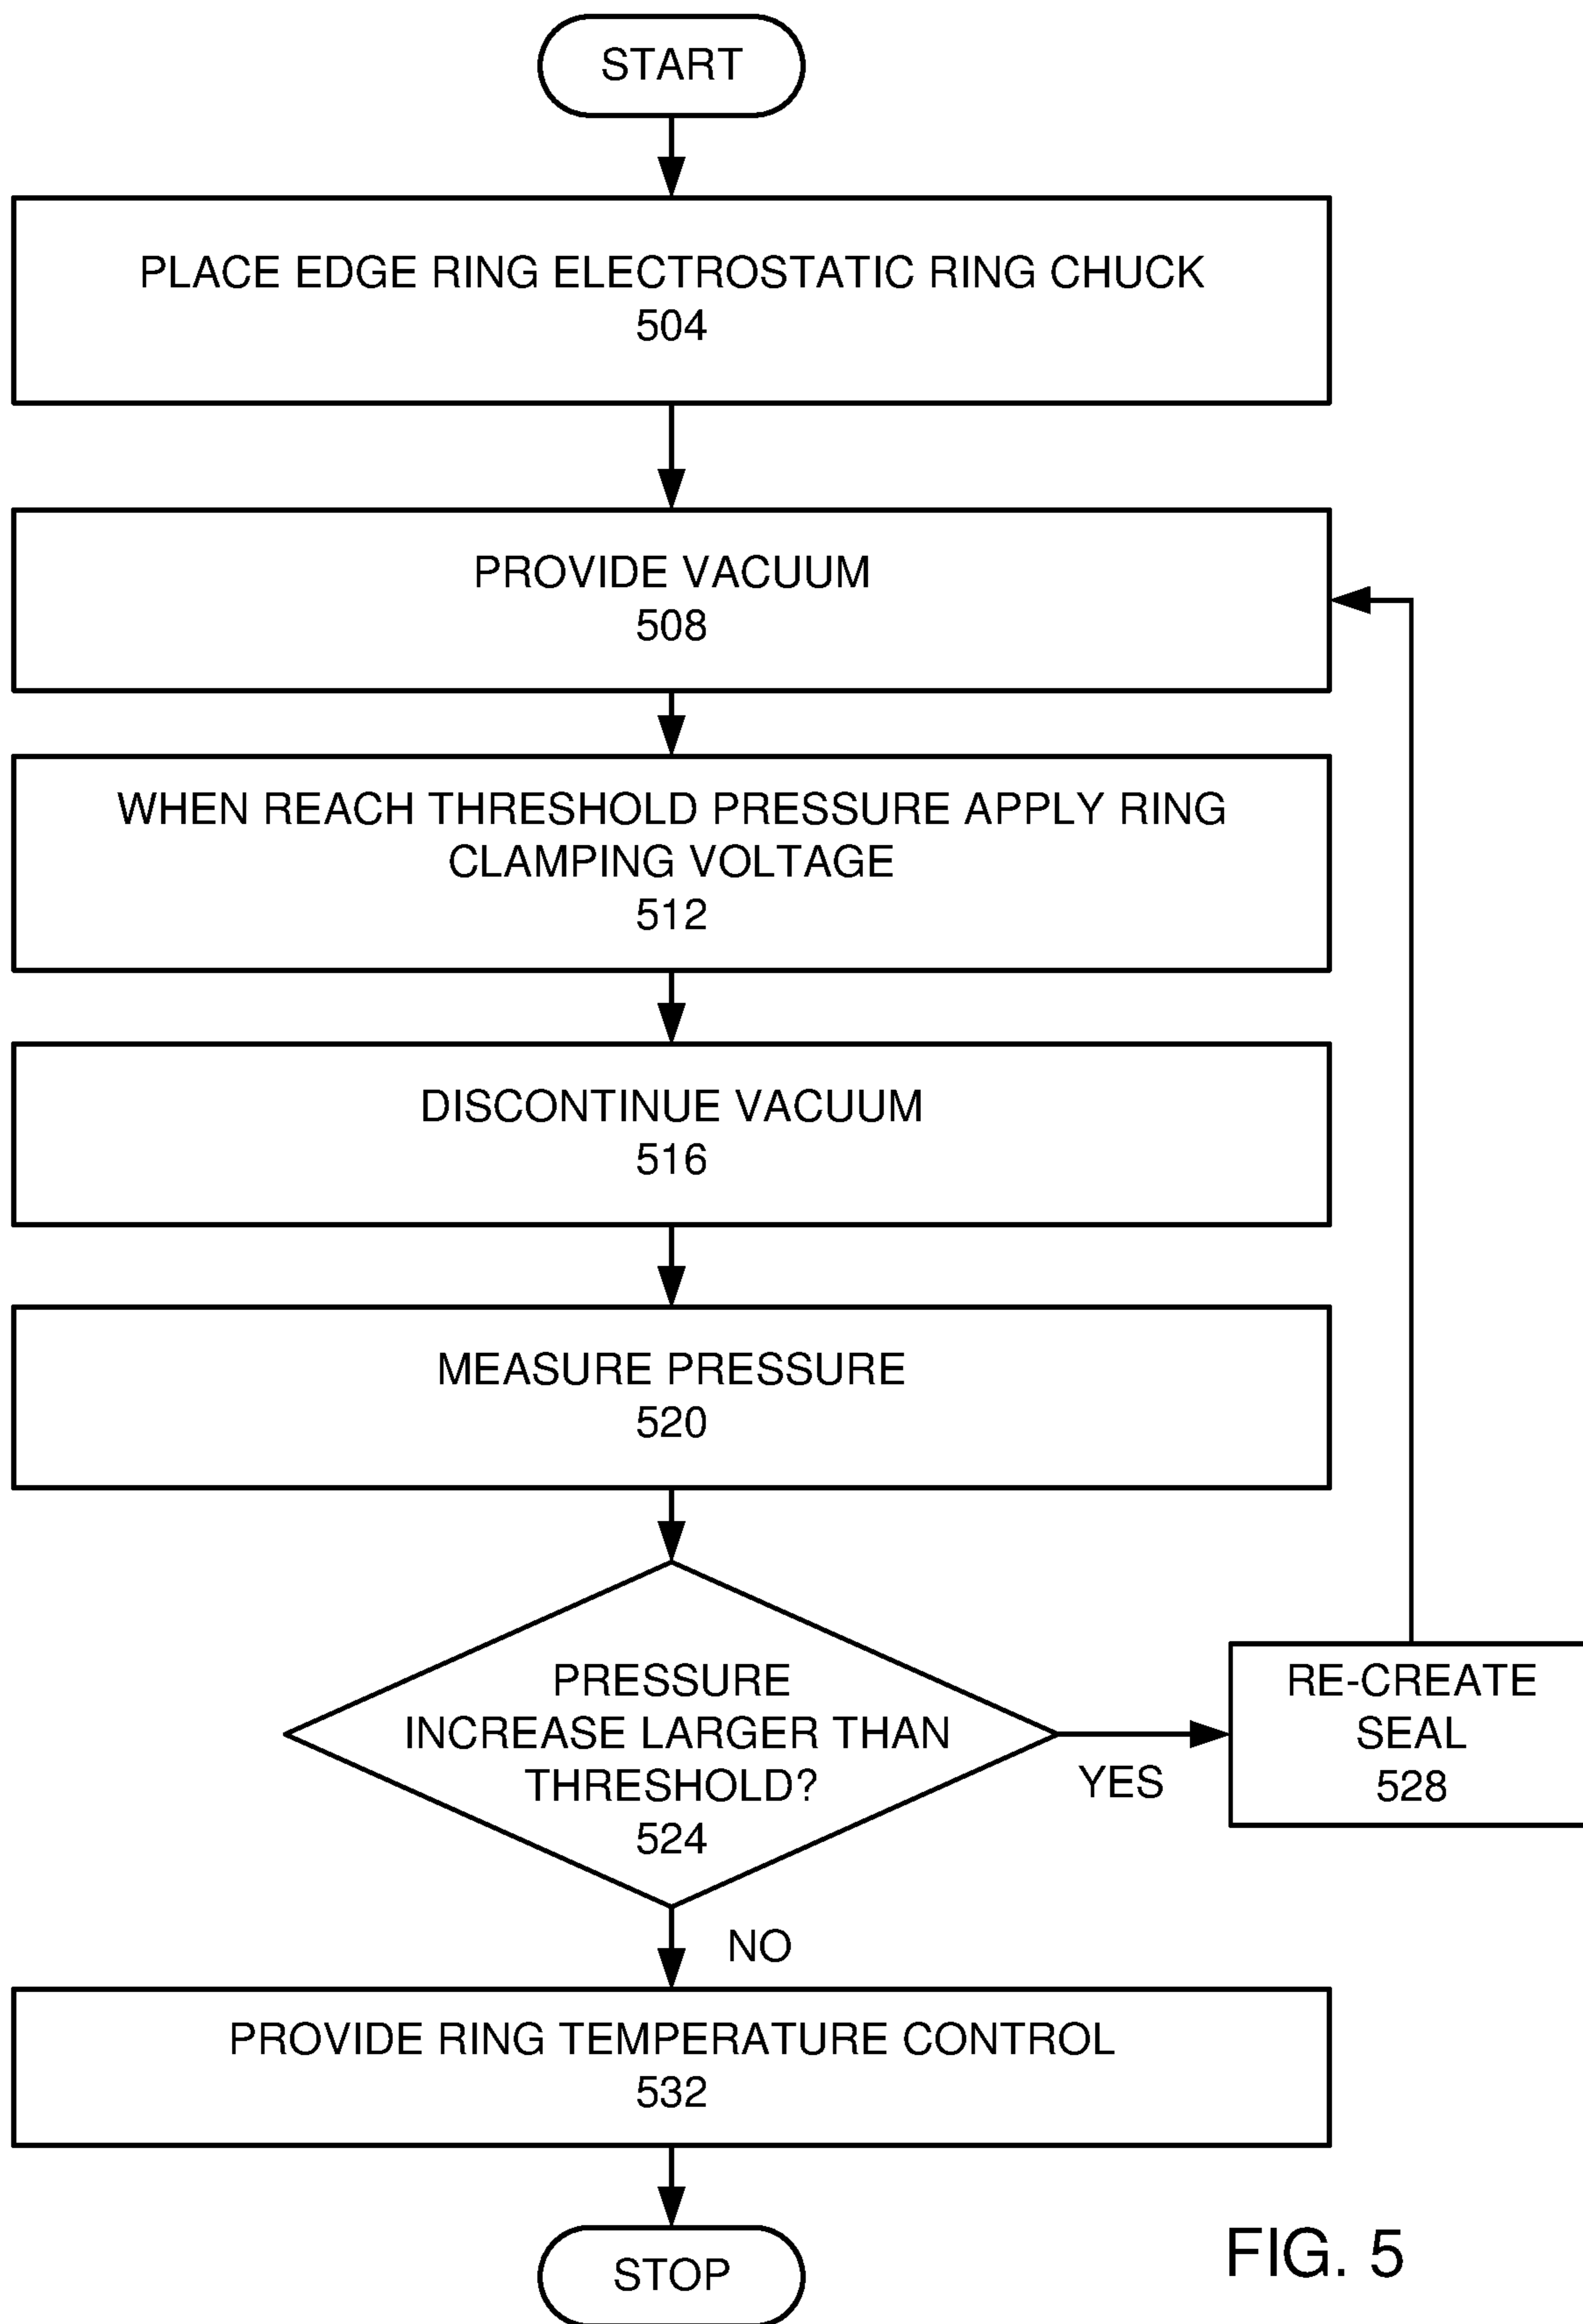 START
PLACE EDGE RING ELECTROSTATIC RING CHUCK
504
PROVIDE VACUUM
508
WHEN REACH THRESHOLD PRESSURE APPLY RING
CLAMPING VOLTAGE
512
DISCONTINUE VACUUM
516
MEASURE PRESSURE
520
PRESSURE
INCREASE LARGER THAN
THRESHOLD?
524
YES
RE-CREATE
SEAL
528
NO
PROVIDE RING TEMPERATURE CONTROL
532
STOP
FIG. 5